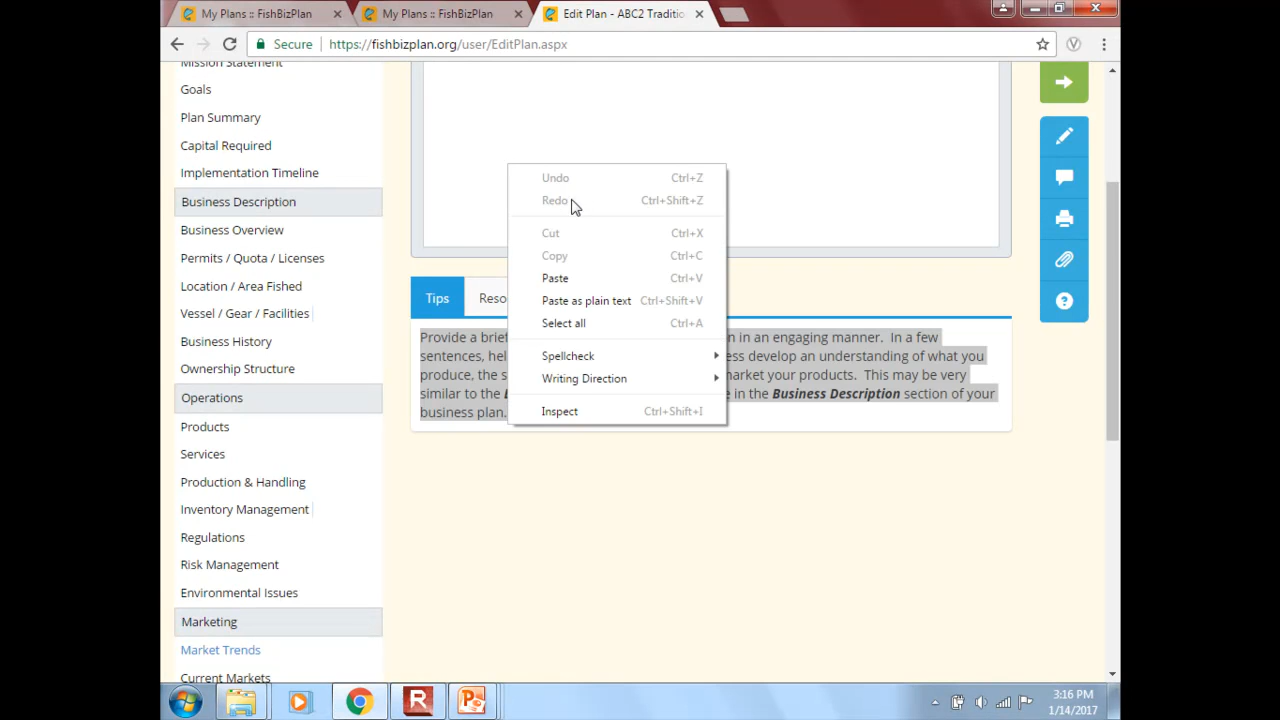 My Plans :: FishBizPlan
My Plans :: FishBizPlan
Edit Plan - ABC2 Traditio
Secure
https://fishbizplan.org/user/EditPlan.aspx
Mission Statement
Goals
Plan Summary
Capital Required
Implementation Timeline
Business Description
Business Overview
Permits / Quota / Licenses
Location / Area Fished
Vessel / Gear / Facilities
Business History
Ownership Structure
Operations
Products
Services
Production & Handling
Inventory Management
Regulations
Risk Management
Environmental Issues
Marketing
Market Trends
Current Markets
Undo Ctrl+Z
Redo Ctrl+Shift+Z
Cut Ctrl+X
Copy Ctrl+C
Paste Ctrl+V
Paste as plain text Ctrl+Shift+V
Select all Ctrl+A
Spellcheck
Writing Direction
Inspect Ctrl+Shift+I
Tips
Reso
Provide a brief n in an engaging manner. In a few
sentences, hel ess develop an understanding of what you
produce, the s market your products. This may be very
similar to the e in the Business Description section of your
business plan.
3:16 PM
1/14/2017